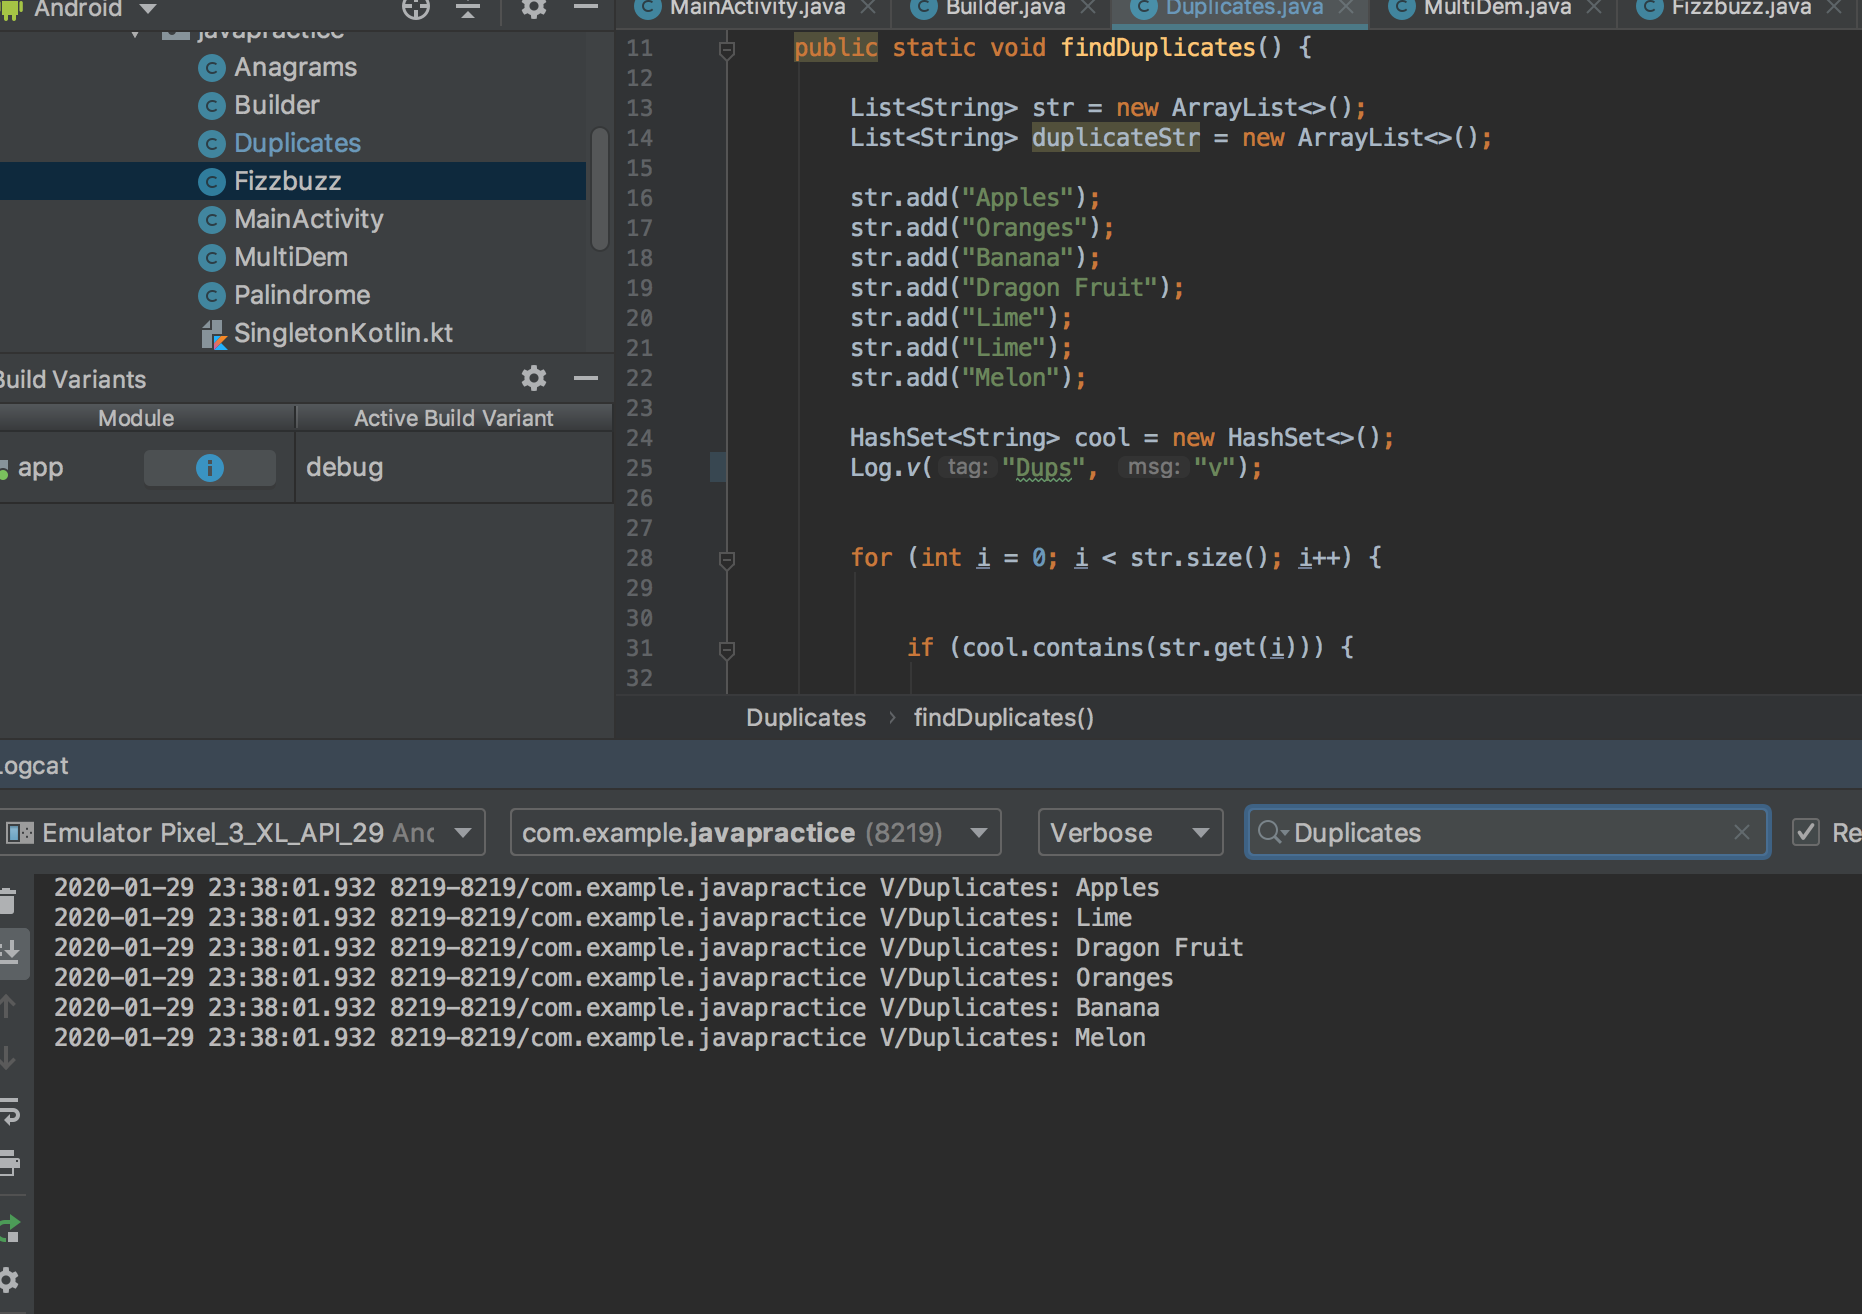 Android
MainActivity.java
Builder.java
Duplicates.java
MultiDem.java
Fizzbuzz.java
javapractice
Anagrams
Builder
Duplicates
Fizzbuzz
MainActivity
MultiDem
Palindrome
SingletonKotlin.kt
Build Variants
Module Active Build Variant
app debug
11 public static void findDuplicates() {
12
13 List<String> str = new ArrayList<>();
14 List<String> duplicateStr = new ArrayList<>();
15
16 str.add("Apples");
17 str.add("Oranges");
18 str.add("Banana");
19 str.add("Dragon Fruit");
20 str.add("Lime");
21 str.add("Lime");
22 str.add("Melon");
23
24 HashSet<String> cool = new HashSet<>();
25 Log.v( tag: "Dups", msg: "v");
26
27
28 for (int i = 0; i < str.size(); i++) {
29
30
31 if (cool.contains(str.get(i))) {
32
Duplicates › findDuplicates()
Logcat
Emulator Pixel_3_XL_API_29 And
com.example.javapractice (8219)
Verbose
Duplicates
Re
2020-01-29 23:38:01.932 8219-8219/com.example.javapractice V/Duplicates: Apples
2020-01-29 23:38:01.932 8219-8219/com.example.javapractice V/Duplicates: Lime
2020-01-29 23:38:01.932 8219-8219/com.example.javapractice V/Duplicates: Dragon Fruit
2020-01-29 23:38:01.932 8219-8219/com.example.javapractice V/Duplicates: Oranges
2020-01-29 23:38:01.932 8219-8219/com.example.javapractice V/Duplicates: Banana
2020-01-29 23:38:01.932 8219-8219/com.example.javapractice V/Duplicates: Melon